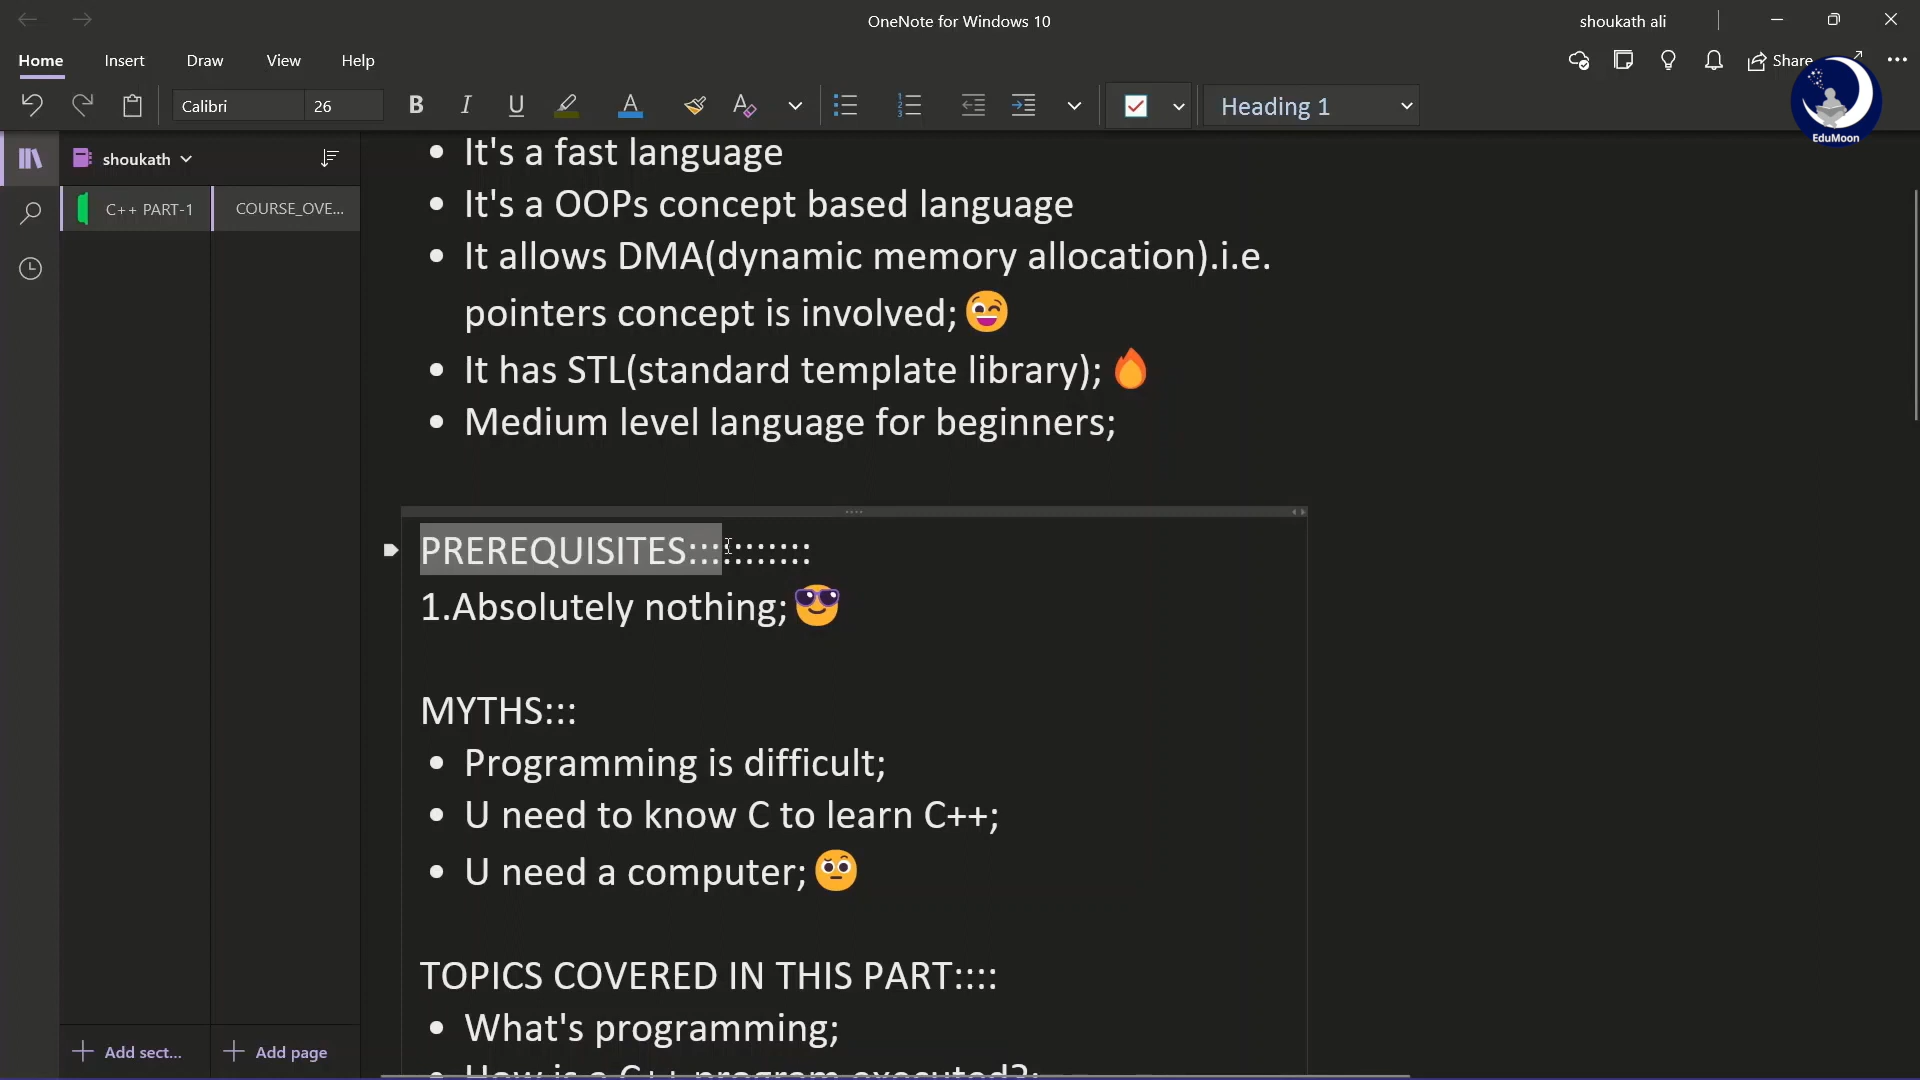 OneNote for Windows 10
shoukath ali
Home
Insert
Draw
View
Help
Share
Calibri
26
B
I
U
A
A
Heading 1
EduMoon
shoukath
C++ PART-1
COURSE_OVE...
• It's a fast language
• It's a OOPs concept based language
• It allows DMA(dynamic memory allocation).i.e.
pointers concept is involved;😅
• It has STL(standard template library);🔥
• Medium level language for beginners;
PREREQUISITES:::::::::::
1.Absolutely nothing;😎
MYTHS:::
• Programming is difficult;
• U need to know C to learn C++;
• U need a computer;🤨
TOPICS COVERED IN THIS PART::::
• What's programming;
• How is a C++ program executed?;
Add sect...
Add page